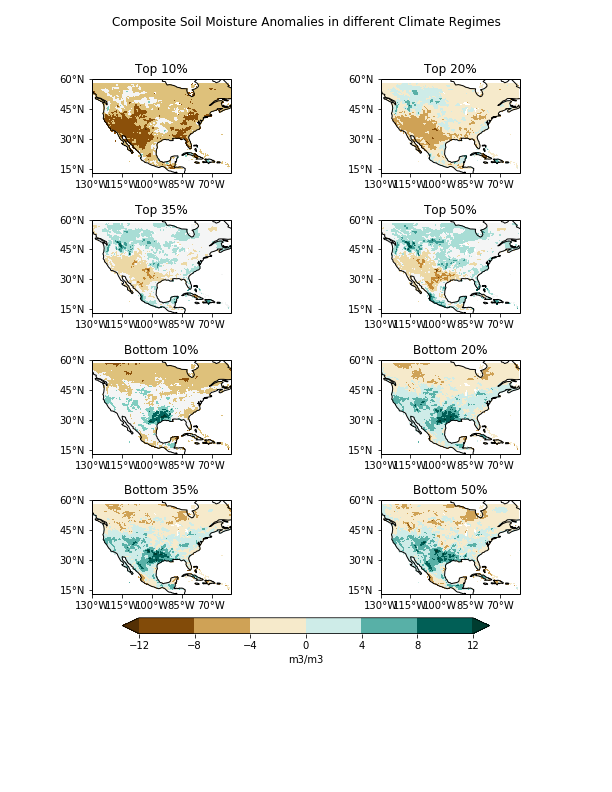 Composite Soil Moisture Anomalies in different Climate Regimes
Top 10%
60°N
45°N
30°N
15°N
130°W 115°W 100°W 85°W 70°W
Top 20%
60°N
45°N
30°N
15°N
130°W 115°W 100°W 85°W 70°W
Top 35%
60°N
45°N
30°N
15°N
130°W 115°W 100°W 85°W 70°W
Top 50%
60°N
45°N
30°N
15°N
130°W 115°W 100°W 85°W 70°W
Bottom 10%
60°N
45°N
30°N
15°N
130°W 115°W 100°W 85°W 70°W
Bottom 20%
60°N
45°N
30°N
15°N
130°W 115°W 100°W 85°W 70°W
Bottom 35%
60°N
45°N
30°N
15°N
130°W 115°W 100°W 85°W 70°W
Bottom 50%
60°N
45°N
30°N
15°N
130°W 115°W 100°W 85°W 70°W
−12 −8 −4 0 4 8 12
m3/m3